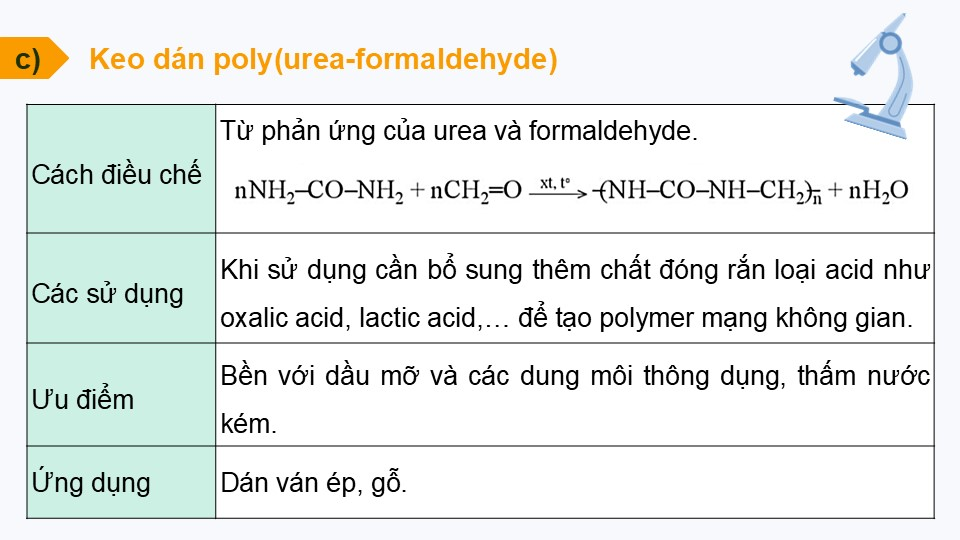 c) Keo dán poly(urea-formaldehyde)
Cách điều chế
Từ phản ứng của urea và formaldehyde.
nNH₂–CO–NH₂ + nCH₂=O xt, t° → –(NH–CO–NH–CH₂)–ₙ + nH₂O
Các sử dụng
Khi sử dụng cần bổ sung thêm chất đóng rắn loại acid như
oxalic acid, lactic acid,… để tạo polymer mạng không gian.
Ưu điểm
Bền với dầu mỡ và các dung môi thông dụng, thấm nước
kém.
Ứng dụng
Dán ván ép, gỗ.